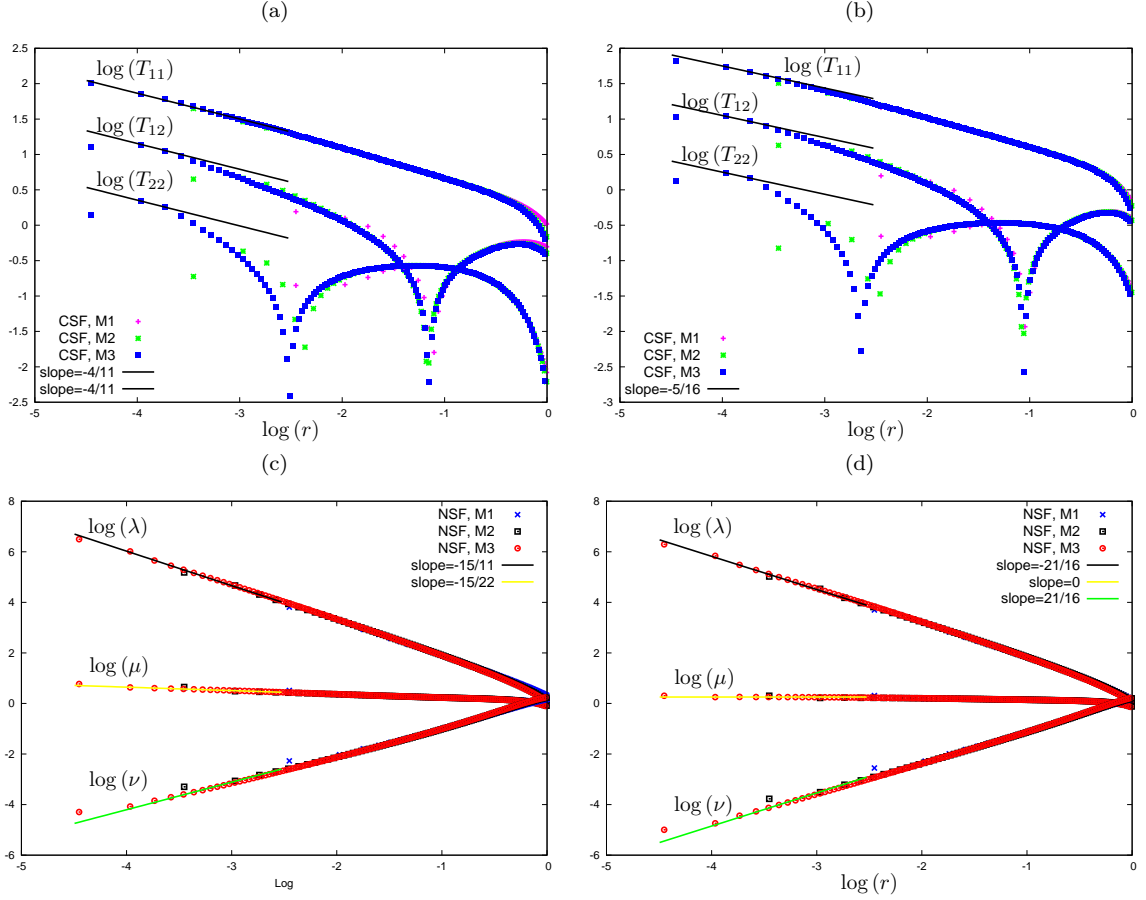 (a)
2.5
2
1.5
1
0.5
0
-0.5
-1
-1.5
-2
-2.5
-5
-4
-3
-2
-1
0
log (T11)
log (T12)
log (T22)
CSF, M1
CSF, M2
CSF, M3
slope=-4/11
slope=-4/11
log (r)
(b)
2
1.5
1
0.5
0
-0.5
-1
-1.5
-2
-2.5
-3
-5
-4
-3
-2
-1
0
log (T11)
log (T12)
log (T22)
CSF, M1
CSF, M2
CSF, M3
slope=-5/16
log (r)
(c)
8
6
4
2
0
-2
-4
-6
-5
-4
-3
-2
-1
0
log (λ)
log (μ)
log (ν)
NSF, M1
NSF, M2
NSF, M3
slope=-15/11
slope=-15/22
Log
(d)
8
6
4
2
0
-2
-4
-6
-5
-4
-3
-2
-1
0
log (λ)
log (μ)
log (ν)
NSF, M1
NSF, M2
NSF, M3
slope=-21/16
slope=0
slope=21/16
log (r)